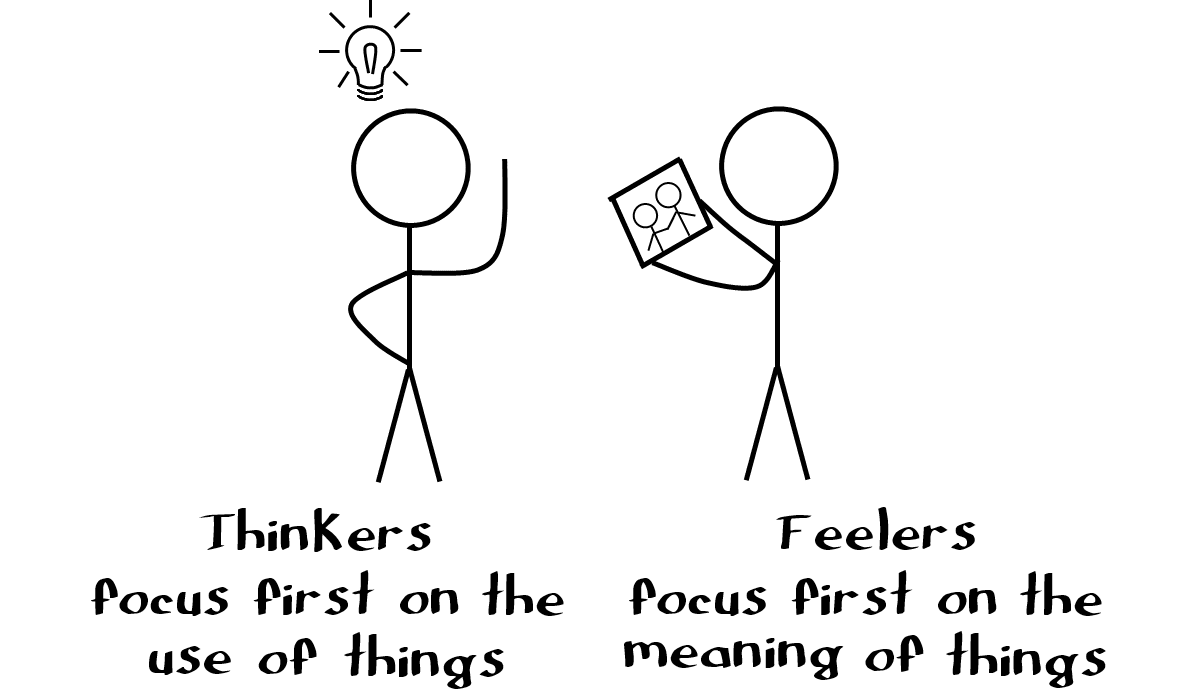 Thinkers
focus first on the
use of things
Feelers
focus first on the
meaning of things